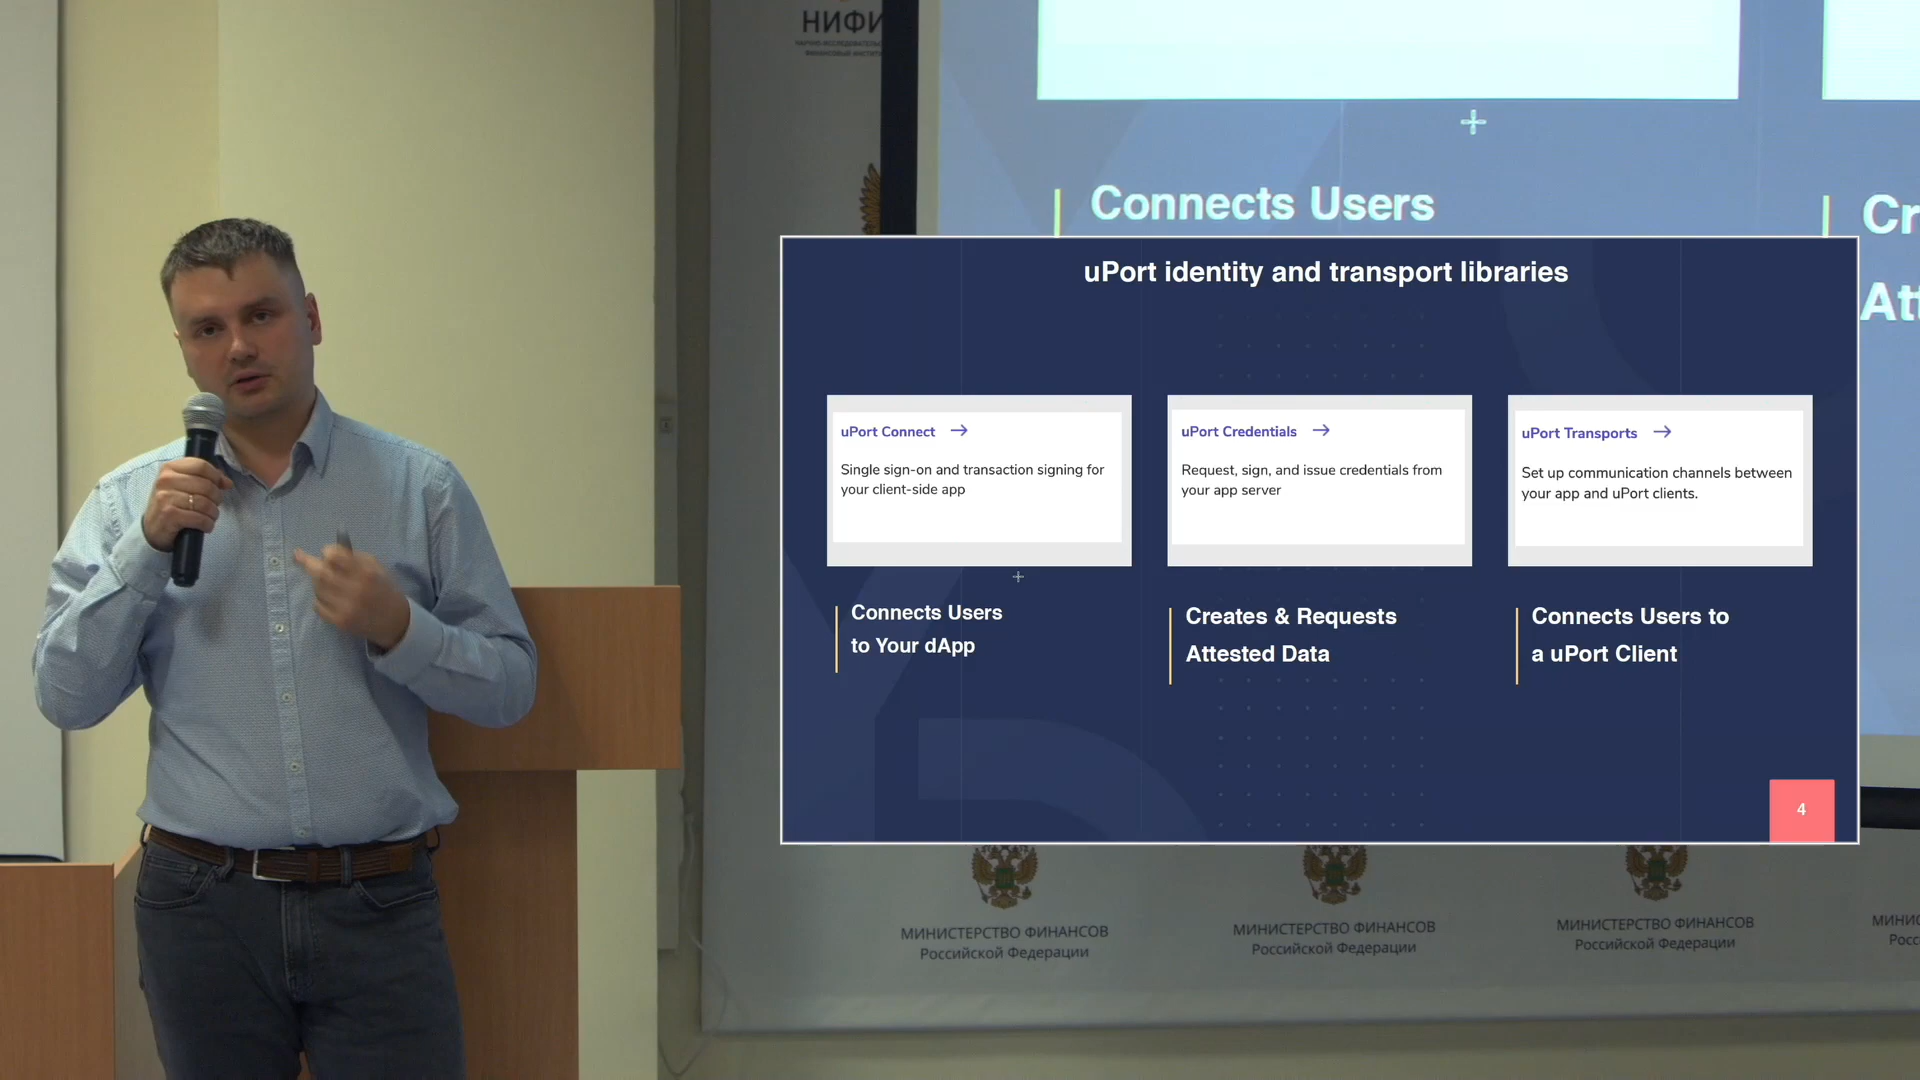 НИФИ
Connects Users
uPort identity and transport libraries
uPort Connect →
Single sign-on and transaction signing for
your client-side app
uPort Credentials →
Request, sign, and issue credentials from
your app server
uPort Transports →
Set up communication channels between
your app and uPort clients.
Connects Users
to Your dApp
Creates & Requests
Attested Data
Connects Users to
a uPort Client
4
МИНИСТЕРСТВО ФИНАНСОВ
Российской Федерации
МИНИСТЕРСТВО ФИНАНСОВ
Российской Федерации
МИНИСТЕРСТВО ФИНАНСОВ
Российской Федерации